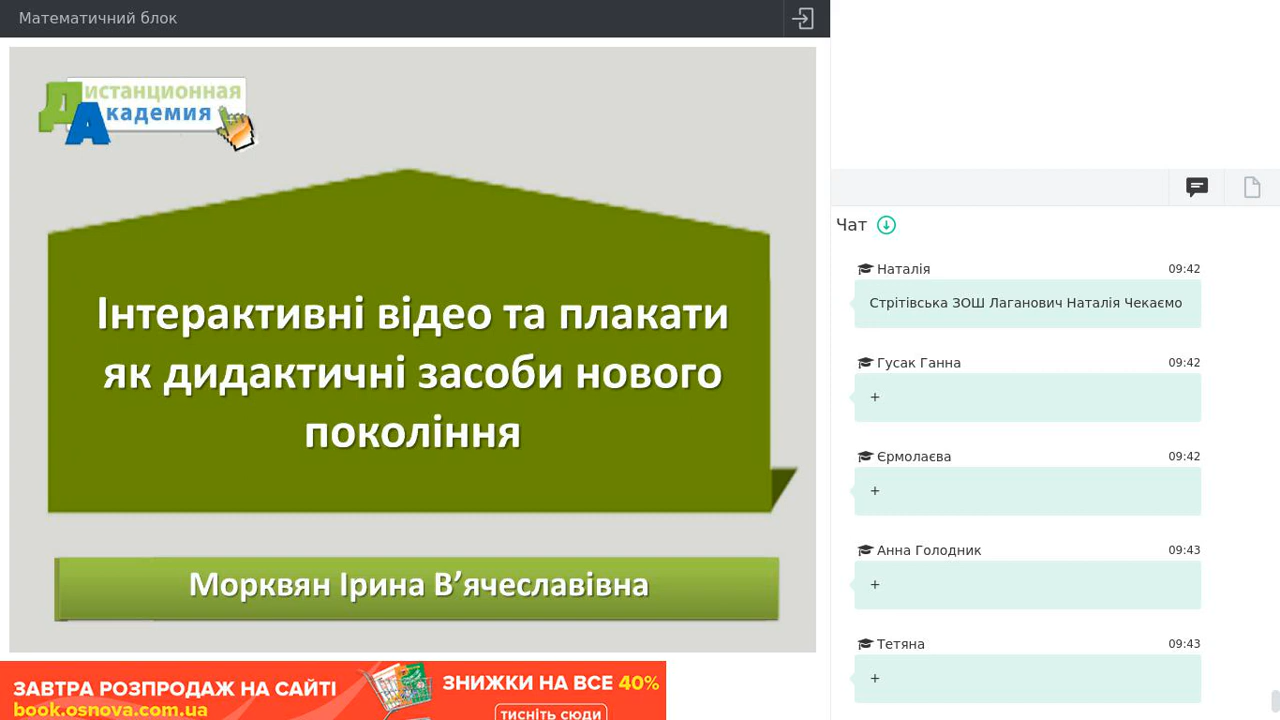 Математичний блок
Дистанционная
Академия
Інтерактивні відео та плакати
як дидактичні засоби нового
покоління
Морквян Ірина В’ячеславівна
ЗАВТРА РОЗПРОДАЖ НА САЙТІ
book.osnova.com.ua
ЗНИЖКИ НА ВСЕ 40%
тисніть сюди
Чат
Наталія 09:42
Стрітівська ЗОШ Лаганович Наталія Чекаємо
Гусак Ганна 09:42
+
Єрмолаєва 09:42
+
Анна Голодник 09:43
+
Тетяна 09:43
+